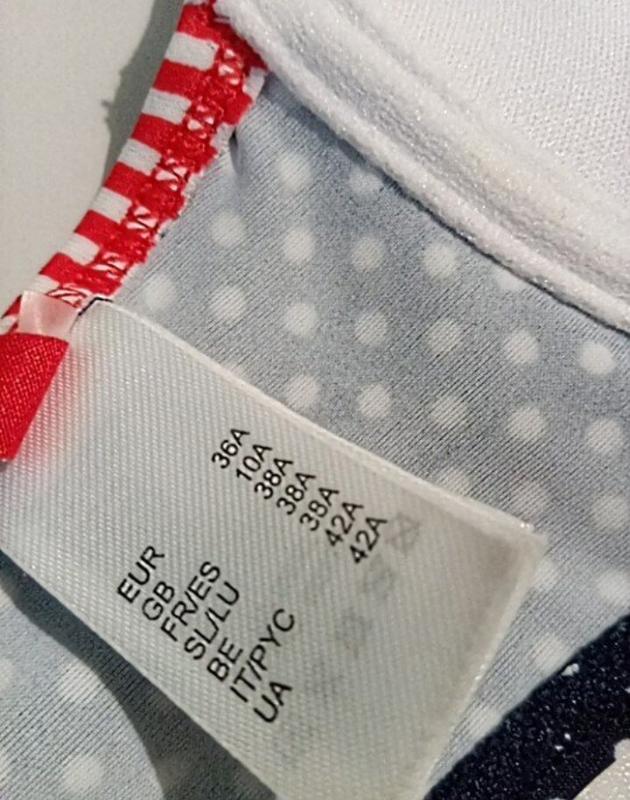 EUR 36A
GB 10A
FR/ES 38A
SL/LU 38A
BE 38A
IT/PYC 42A
UA 42A